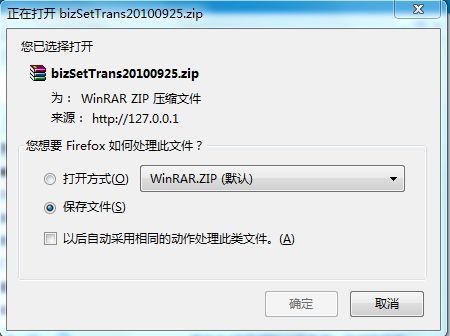 正在打开 bizSetTrans20100925.zip
您已选择打开
bizSetTrans20100925.zip
为： WinRAR ZIP 压缩文件
来源： http://127.0.0.1
您想要 Firefox 如何处理此文件？
打开方式(O) WinRAR.ZIP (默认)
保存文件(S)
以后自动采用相同的动作处理此类文件。(A)
确定 取消